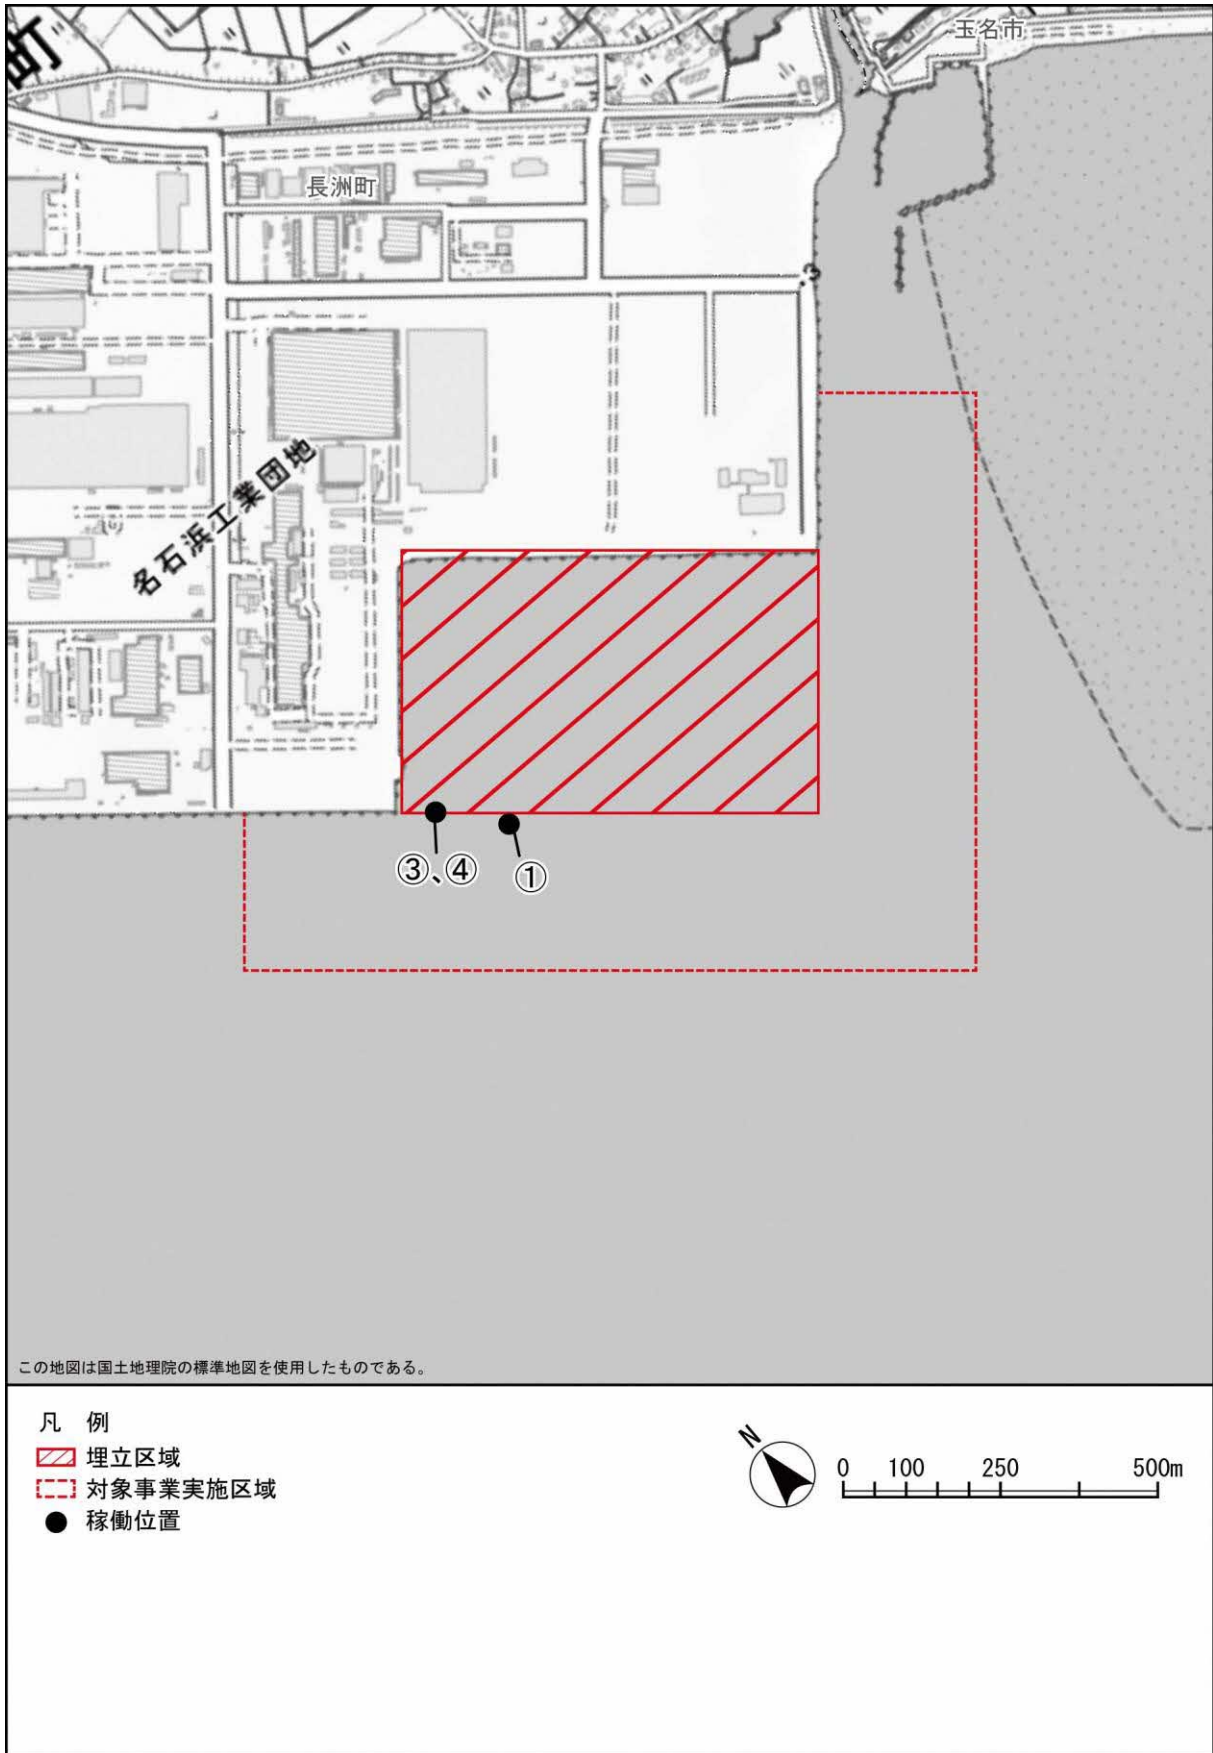 町
玉名市
長洲町
名石浜工業団地
③、④
①
この地図は国土地理院の標準地図を使用したものである。
凡 例
埋立区域
対象事業実施区域
稼働位置
N
0 100 250 500m